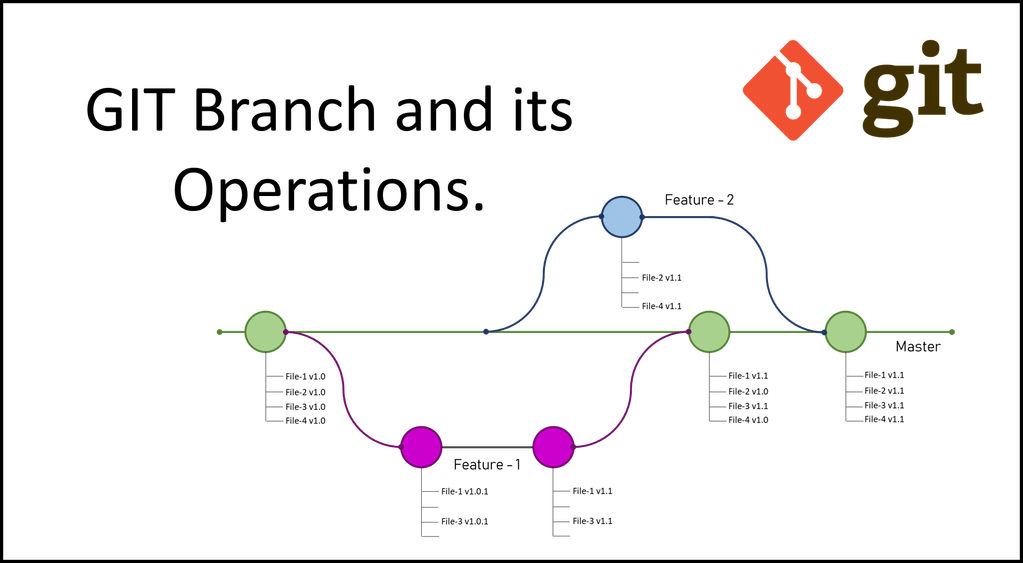 GIT Branch and its
Operations.
git
Feature - 2
File-2 v1.1
File-4 v1.1
Master
File-1 v1.0
File-2 v1.0
File-3 v1.0
File-4 v1.0
File-1 v1.1
File-2 v1.0
File-3 v1.1
File-4 v1.0
File-1 v1.1
File-2 v1.1
File-3 v1.1
File-4 v1.1
Feature - 1
File-1 v1.0.1
File-3 v1.0.1
File-1 v1.1
File-3 v1.1